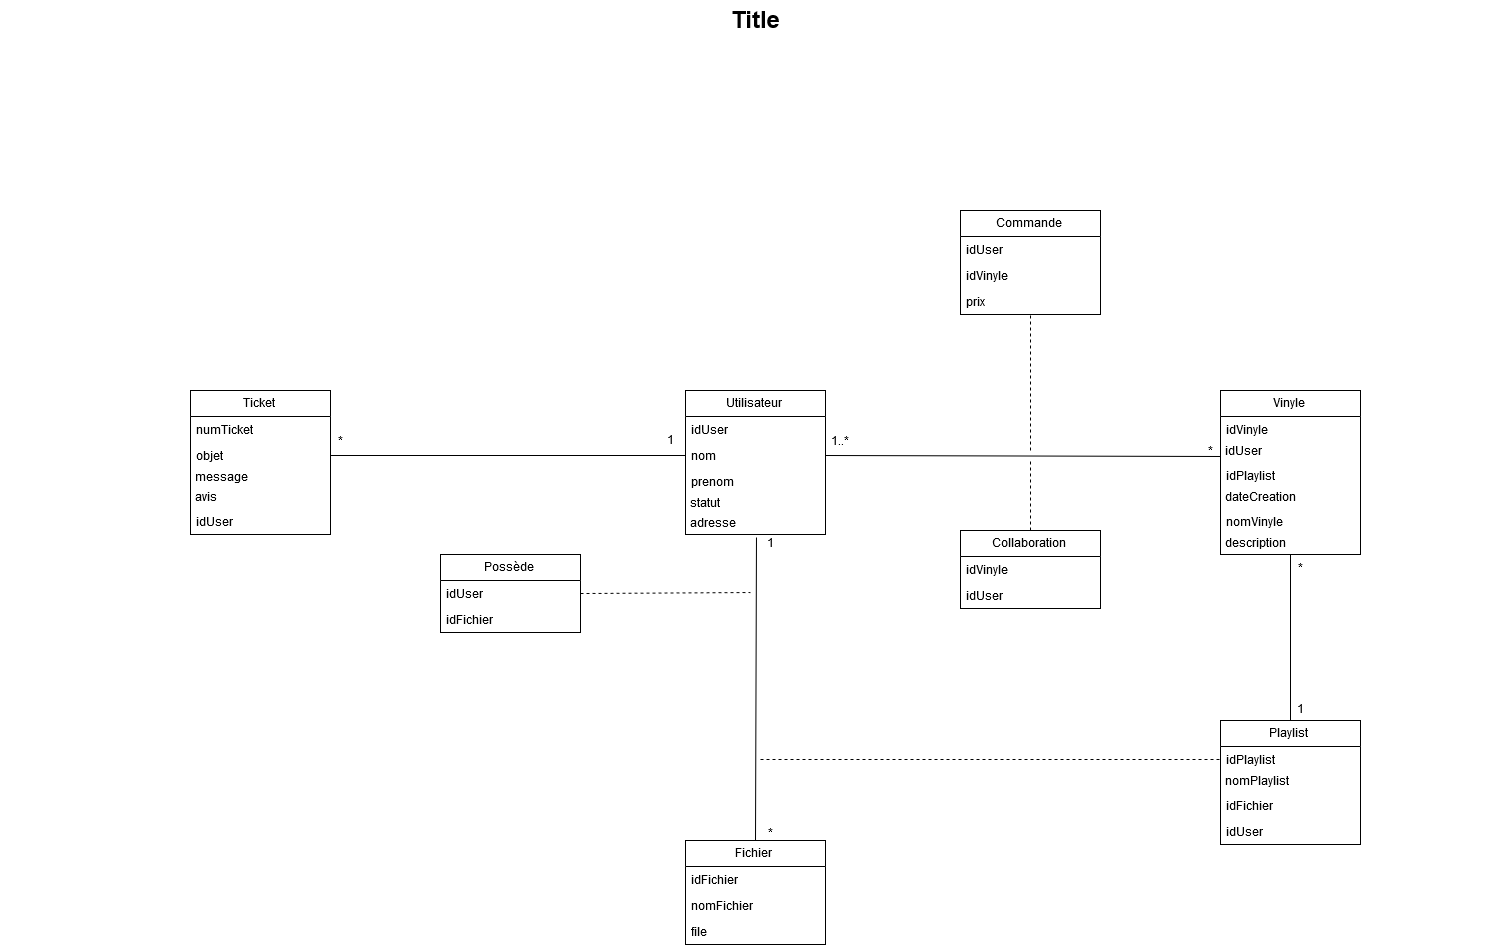 Title
Commande
idUser
idVinyle
prix
Ticket
numTicket
objet
message
avis
idUser
*
1
Utilisateur
idUser
nom
prenom
statut
adresse
1..*
*
1
Vinyle
idVinyle
idUser
idPlaylist
dateCreation
nomVinyle
description
*
1
Possède
idUser
idFichier
Collaboration
idVinyle
idUser
Playlist
idPlaylist
nomPlaylist
idFichier
idUser
*
Fichier
idFichier
nomFichier
file